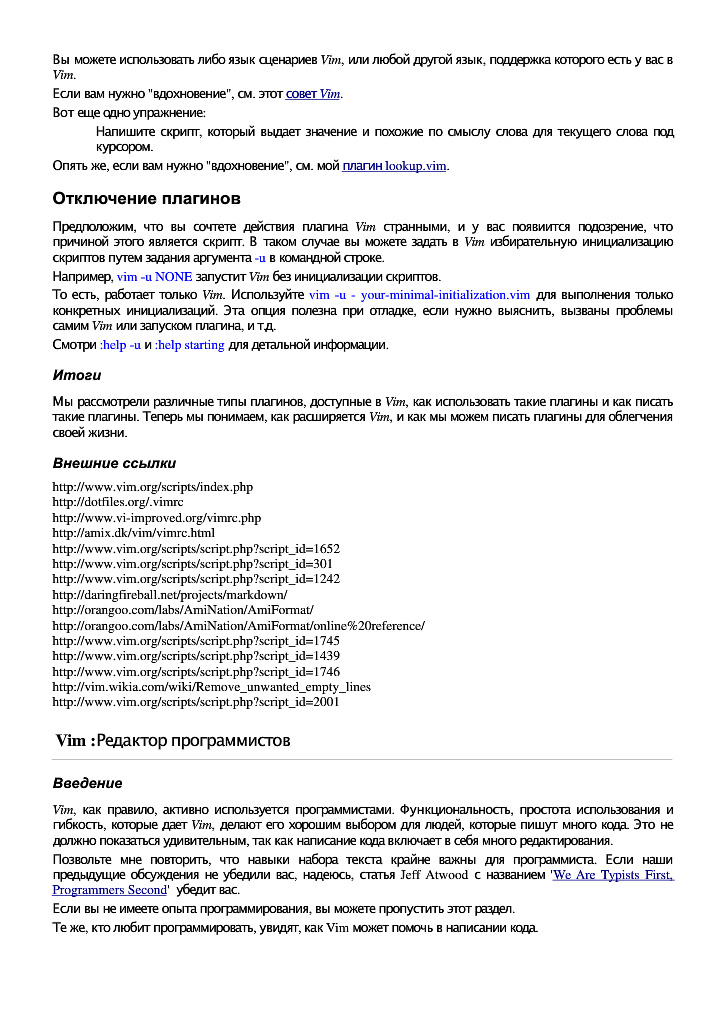 Вы можете использовать либо язык сценариев Vim, или любой другой язык, поддержка которого есть у вас в
Vim.
Если вам нужно "вдохновение", см. этот совет Vim.
Вот еще одно упражнение:
Напишите скрипт, который выдает значение и похожие по смыслу слова для текущего слова под
курсором.
Опять же, если вам нужно "вдохновение", см. мой плагин lookup.vim.
Отключение плагинов
Предположим, что вы сочтете действия плагина Vim странными, и у вас появиится подозрение, что
причиной этого является скрипт. В таком случае вы можете задать в Vim избирательную инициализацию
скриптов путем задания аргумента -u в командной строке.
Например, vim -u NONE запустит Vim без инициализации скриптов.
То есть, работает только Vim. Используйте vim -u - your-minimal-initialization.vim для выполнения только
конкретных инициализаций. Эта опция полезна при отладке, если нужно выяснить, вызваны проблемы
самим Vim или запуском плагина, и т.д.
Смотри :help -u и :help starting для детальной информации.
Итоги
Мы рассмотрели различные типы плагинов, доступные в Vim, как использовать такие плагины и как писать
такие плагины. Теперь мы понимаем, как расширяется Vim, и как мы можем писать плагины для облегчения
своей жизни.
Внешние ссылки
http://www.vim.org/scripts/index.php
http://dotfiles.org/.vimrc
http://www.vi-improved.org/vimrc.php
http://amix.dk/vim/vimrc.html
http://www.vim.org/scripts/script.php?script_id=1652
http://www.vim.org/scripts/script.php?script_id=301
http://www.vim.org/scripts/script.php?script_id=1242
http://daringfireball.net/projects/markdown/
http://orangoo.com/labs/AmiNation/AmiFormat/
http://orangoo.com/labs/AmiNation/AmiFormat/online%20reference/
http://www.vim.org/scripts/script.php?script_id=1745
http://www.vim.org/scripts/script.php?script_id=1439
http://www.vim.org/scripts/script.php?script_id=1746
http://vim.wikia.com/wiki/Remove_unwanted_empty_lines
http://www.vim.org/scripts/script.php?script_id=2001
Vim :Редактор программистов
Введение
Vim, как правило, активно используется программистами. Функциональность, простота использования и
гибкость, которые дает Vim, делают его хорошим выбором для людей, которые пишут много кода. Это не
должно показаться удивительным, так как написание кода включает в себя много редактирования.
Позвольте мне повторить, что навыки набора текста крайне важны для программиста. Если наши
предыдущие обсуждения не убедили вас, надеюсь, статья Jeff Atwood с названием 'We Are Typists First,
Programmers Second' убедит вас.
Если вы не имеете опыта программирования, вы можете пропустить этот раздел.
Те же, кто любит программировать, увидят, как Vim может помочь в написании кода.